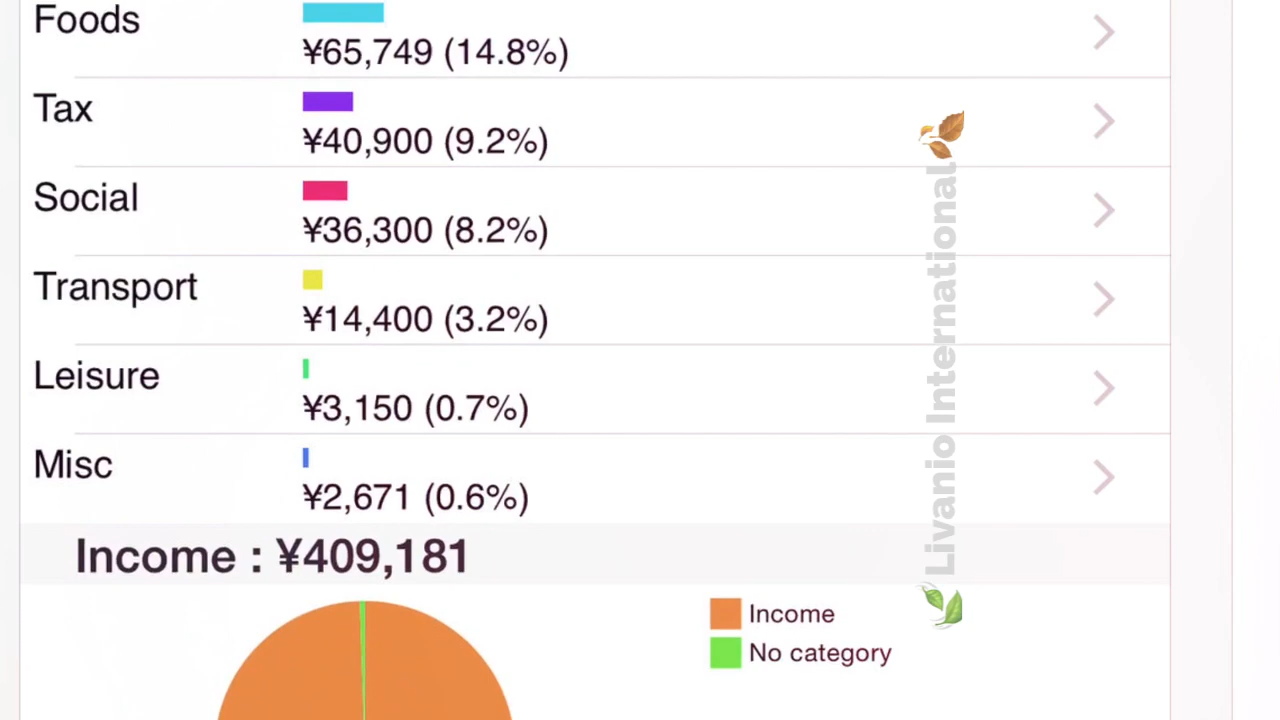 Foods
¥65,749 (14.8%)
Tax
¥40,900 (9.2%)
Social
¥36,300 (8.2%)
Transport
¥14,400 (3.2%)
Leisure
¥3,150 (0.7%)
Misc
¥2,671 (0.6%)
Income : ¥409,181
Income
No category
Livanio International